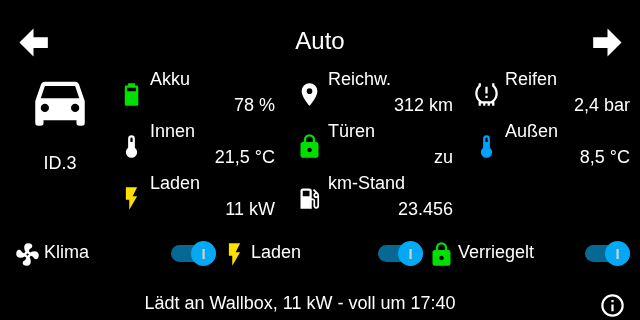 Auto
Akku
78 %
Reichw.
312 km
Reifen
2,4 bar
Innen
21,5 °C
Türen
zu
Außen
8,5 °C
ID.3
Laden
11 kW
km-Stand
23.456
Klima
Laden
Verriegelt
Lädt an Wallbox, 11 kW - voll um 17:40